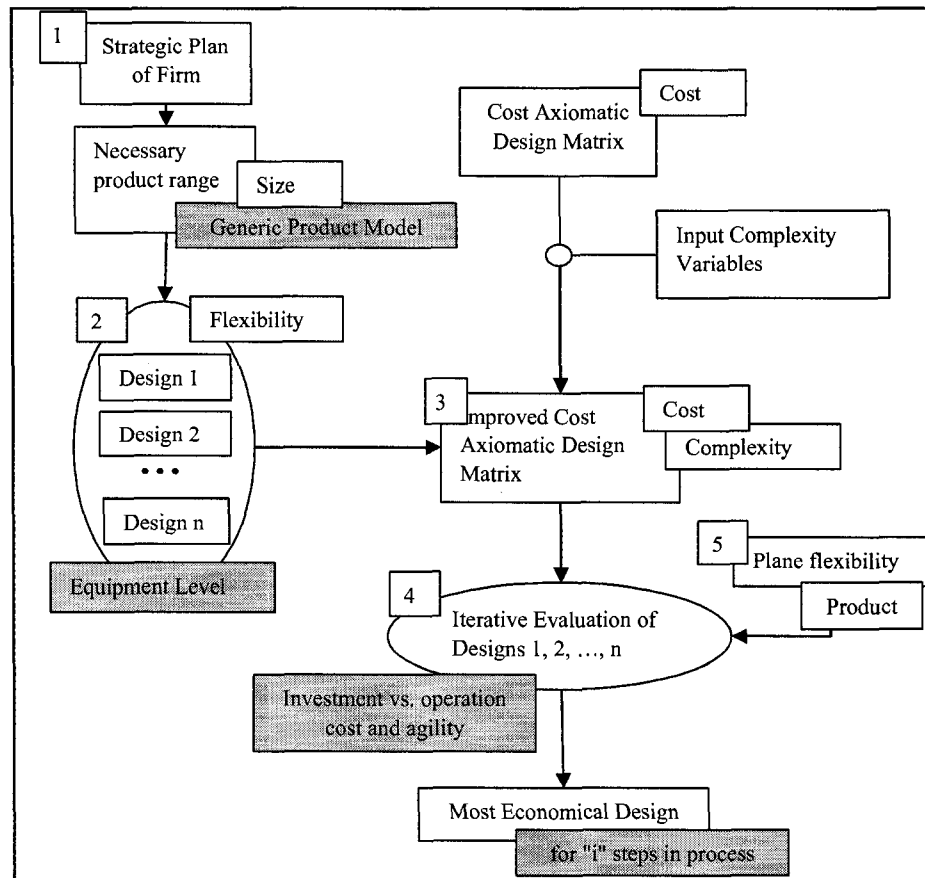 1
Strategic Plan
of Firm
Cost
Cost Axiomatic
Design Matrix
Necessary
product range
Size
Generic Product Model
Input Complexity
Variables
2
Flexibility
Design 1
Design 2
• • •
Design n
Equipment Level
3
Improved Cost
Axiomatic Design
Matrix
Cost
Complexity
5
Plane flexibility
Product
4
Iterative Evaluation of
Designs 1, 2, ..., n
Investment vs. operation
cost and agility
Most Economical Design
for "i" steps in process